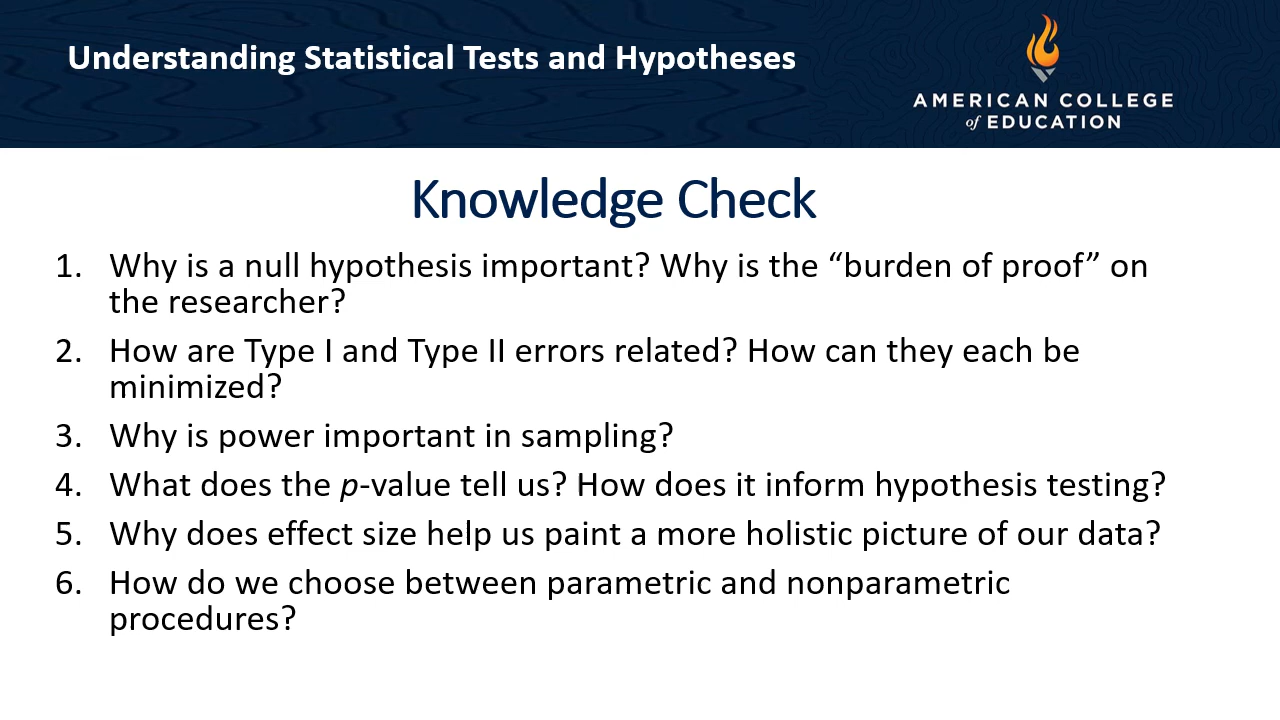 Understanding Statistical Tests and Hypotheses
AMERICAN COLLEGE
of EDUCATION
Knowledge Check
1. Why is a null hypothesis important? Why is the “burden of proof” on
the researcher?
2. How are Type I and Type II errors related? How can they each be
minimized?
3. Why is power important in sampling?
4. What does the p-value tell us? How does it inform hypothesis testing?
5. Why does effect size help us paint a more holistic picture of our data?
6. How do we choose between parametric and nonparametric
procedures?